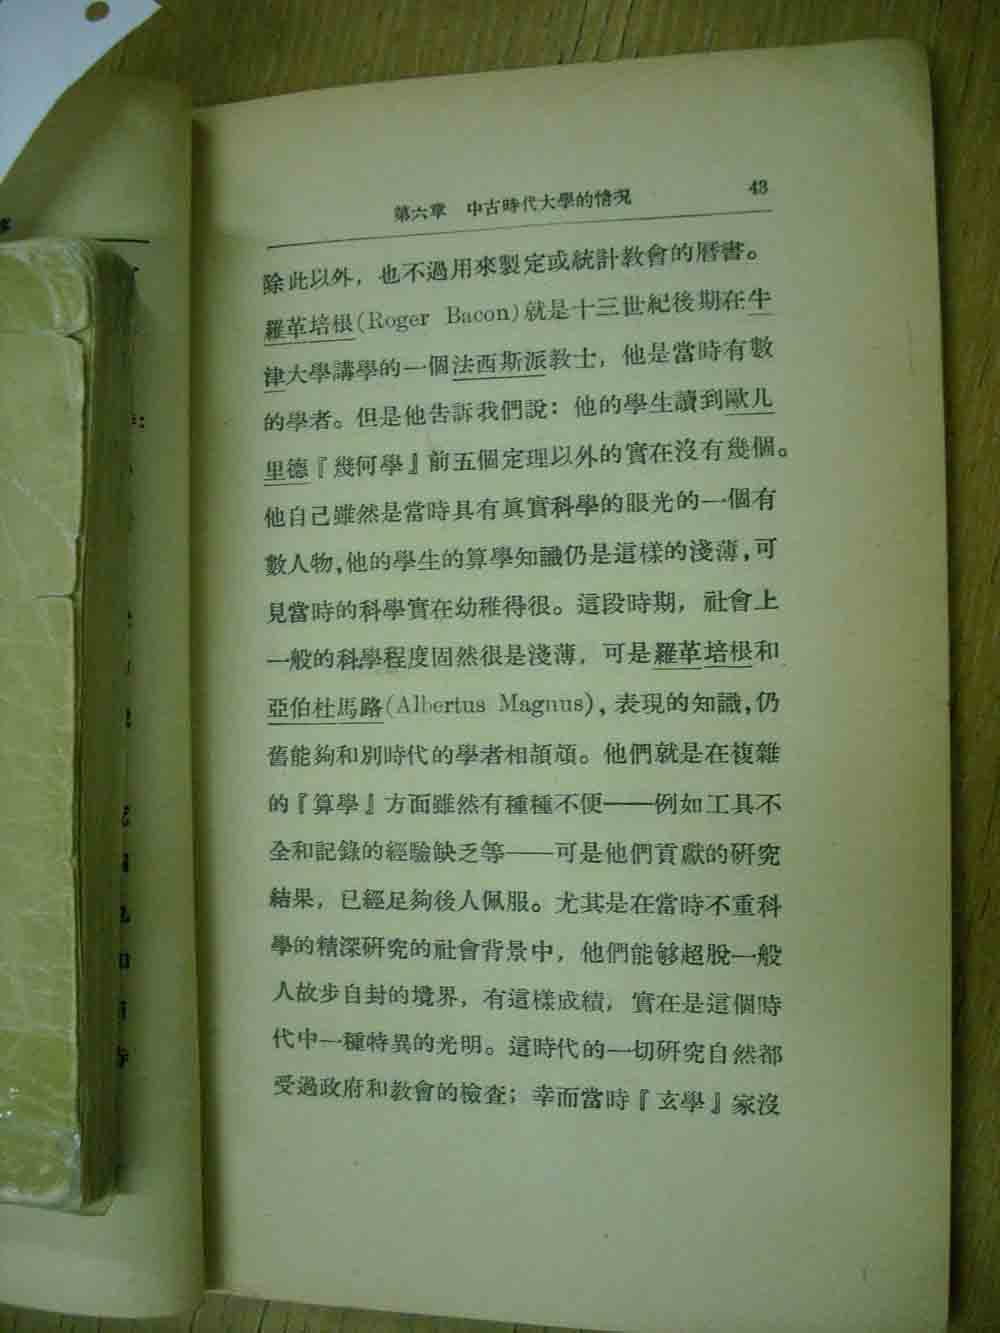 第六章 中古時代大學的情况 43
除此以外，也不過用來製定或統計教會的曆書。
羅革培根(Roger Bacon)就是十三世紀後期在牛
津大學講學的一個法西斯派教士，他是當時有數
的學者。但是他告訴我們說：他的學生讀到歐几
里德『幾何學』前五個定理以外的實在沒有幾個。
他自己雖然是當時具有眞實科學的眼光的一個有
數人物，他的學生的算學知識仍是這樣的淺薄，可
見當時的科學實在幼稚得很。這段時期，社會上
一般的科學程度固然很是淺薄，可是羅革培根和
亞伯杜馬路(Albertus Magnus)，表現的知識，仍
舊能夠和別時代的學者相頡頏。他們就是在複雜
的『算學』方面雖然有種種不便——例如工具不
全和記錄的經驗缺乏等——可是他們貢獻的研究
結果，已經足夠後人佩服。尤其是在當時不重科
學的精深研究的社會背景中，他們能够超脫一般
人故步自封的境界，有這樣成績，實在是這個時
代中一種特異的光明。這時代的一切研究自然都
受過政府和教會的檢查；幸而當時『玄學』家沒